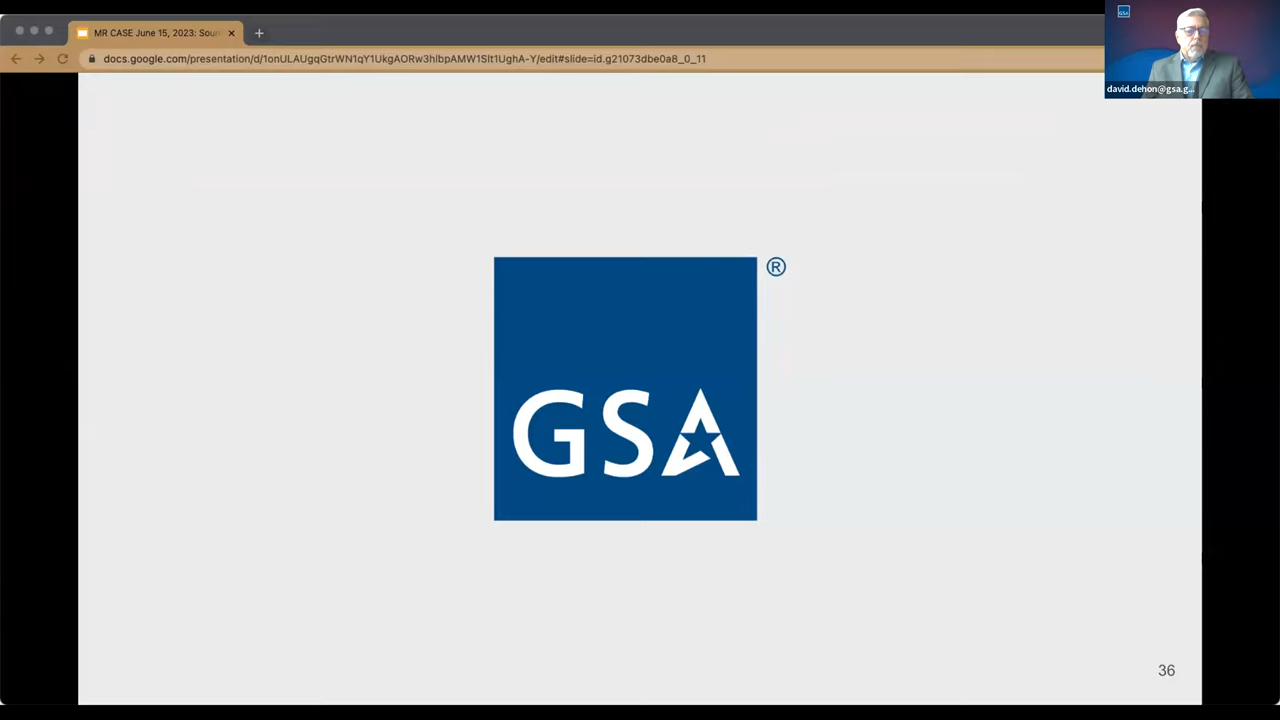 MR CASE June 15, 2023: Sour
docs.google.com/presentation/d/1onULAUgqGtrWN1qY1UkgAORw3hlbpAMW1Slt1UghA-Y/edit#slide=id.g21073dbe0a8_0_11
GSA
david.dehon@gsa.g...
®
GSA
36